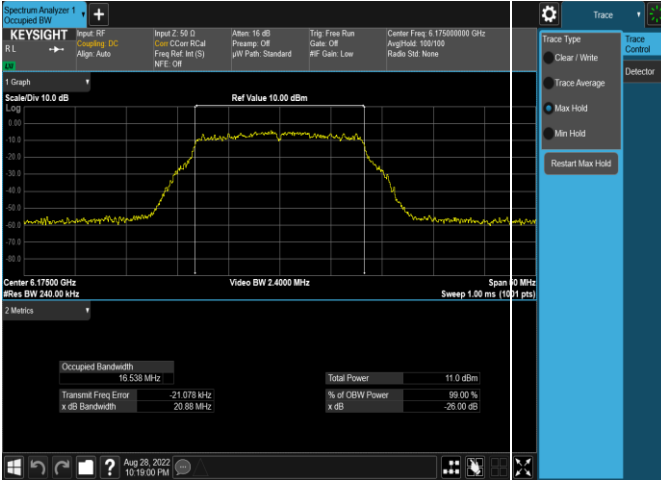 Spectrum Analyzer 1
Occupied BW
+
Trace
KEYSIGHT
RL
Input: RF
Coupling: DC
Align: Auto
Input Z: 50 Ω
Corr CCorr RCal
Freq Ref: Int (S)
NFE: Off
Atten: 16 dB
Preamp: Off
µW Path: Standard
Trig: Free Run
Gate: Off
#IF Gain: Low
Center Freq: 6.175000000 GHz
Avg|Hold: 100/100
Radio Std: None
Trace Type
Clear / Write
Trace Average
Max Hold
Min Hold
Restart Max Hold
Trace
Control
Detector
1 Graph
Scale/Div 10.0 dB
Ref Value 10.00 dBm
Log
0.00
-10.0
-20.0
-30.0
-40.0
-50.0
-60.0
-70.0
-80.0
Center 6.17500 GHz
Video BW 2.4000 MHz
Span 60 MHz
#Res BW 240.00 kHz
Sweep 1.00 ms (1001 pts)
2 Metrics
Occupied Bandwidth
16.538 MHz
Total Power 11.0 dBm
Transmit Freq Error -21.078 kHz
% of OBW Power 99.00 %
x dB Bandwidth 20.88 MHz
x dB -26.00 dB
?
Aug 28, 2022
10:19:00 PM